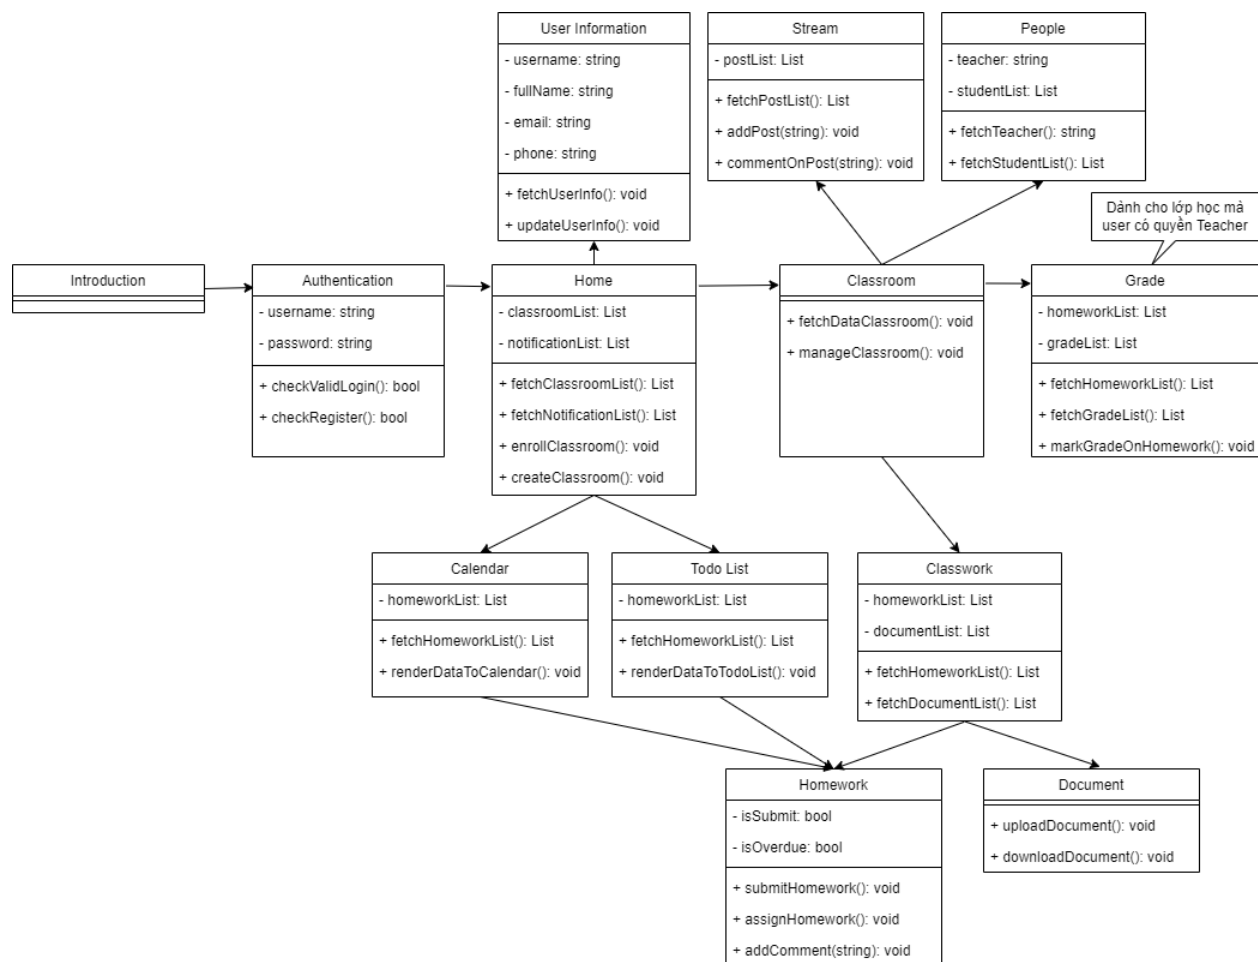 User Information
- username: string
- fullName: string
- email: string
- phone: string
+ fetchUserInfo(): void
+ updateUserInfo(): void
Stream
- postList: List
+ fetchPostList(): List
+ addPost(string): void
+ commentOnPost(string): void
People
- teacher: string
- studentList: List
+ fetchTeacher(): string
+ fetchStudentList(): List
Dành cho lớp học mà
user có quyền Teacher
Introduction
Authentication
- username: string
- password: string
+ checkValidLogin(): bool
+ checkRegister(): bool
Home
- classroomList: List
- notificationList: List
+ fetchClassroomList(): List
+ fetchNotificationList(): List
+ enrollClassroom(): void
+ createClassroom(): void
Classroom
+ fetchDataClassroom(): void
+ manageClassroom(): void
Grade
- homeworkList: List
- gradeList: List
+ fetchHomeworkList(): List
+ fetchGradeList(): List
+ markGradeOnHomework(): void
Calendar
- homeworkList: List
+ fetchHomeworkList(): List
+ renderDataToCalendar(): void
Todo List
- homeworkList: List
+ fetchHomeworkList(): List
+ renderDataToTodoList(): void
Classwork
- homeworkList: List
- documentList: List
+ fetchHomeworkList(): List
+ fetchDocumentList(): List
Homework
- isSubmit: bool
- isOverdue: bool
+ submitHomework(): void
+ assignHomework(): void
+ addComment(string): void
Document
+ uploadDocument(): void
+ downloadDocument(): void